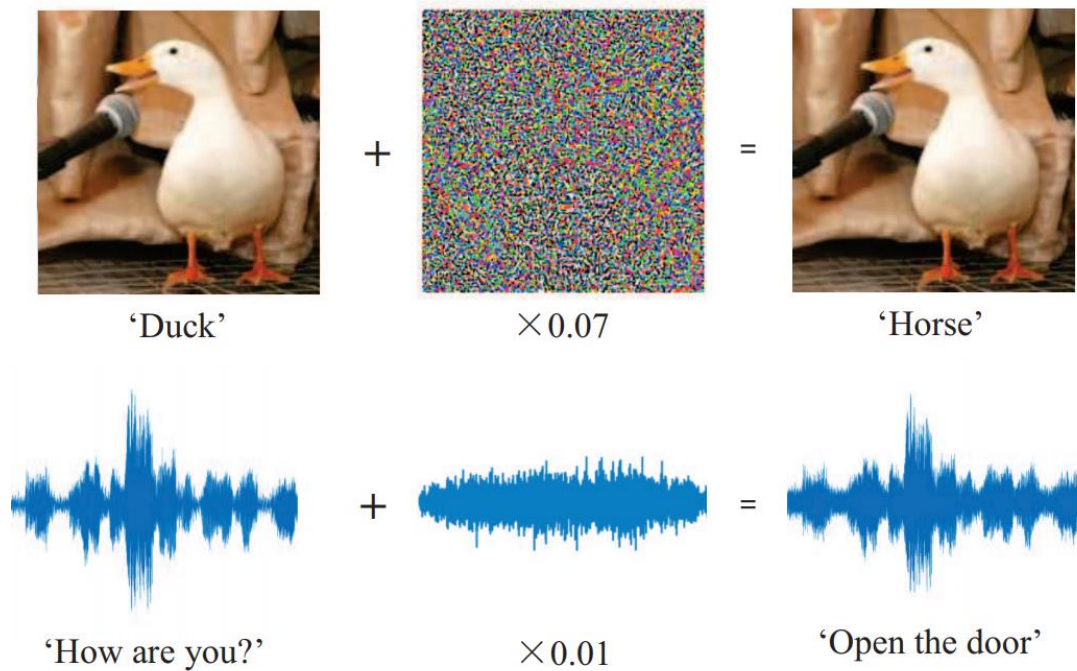 +
=
‘Duck’
×0.07
‘Horse’
+
=
‘How are you?’
×0.01
‘Open the door’